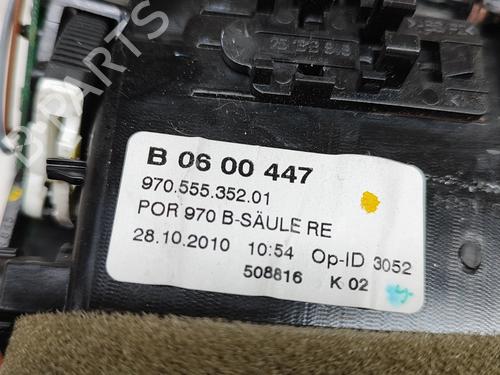 B-PARTS
B 06 00 447
970.555.352.01
POR 970 B-SÄULE RE
28.10.2010 10:54 Op-ID 3052
508816 K 02